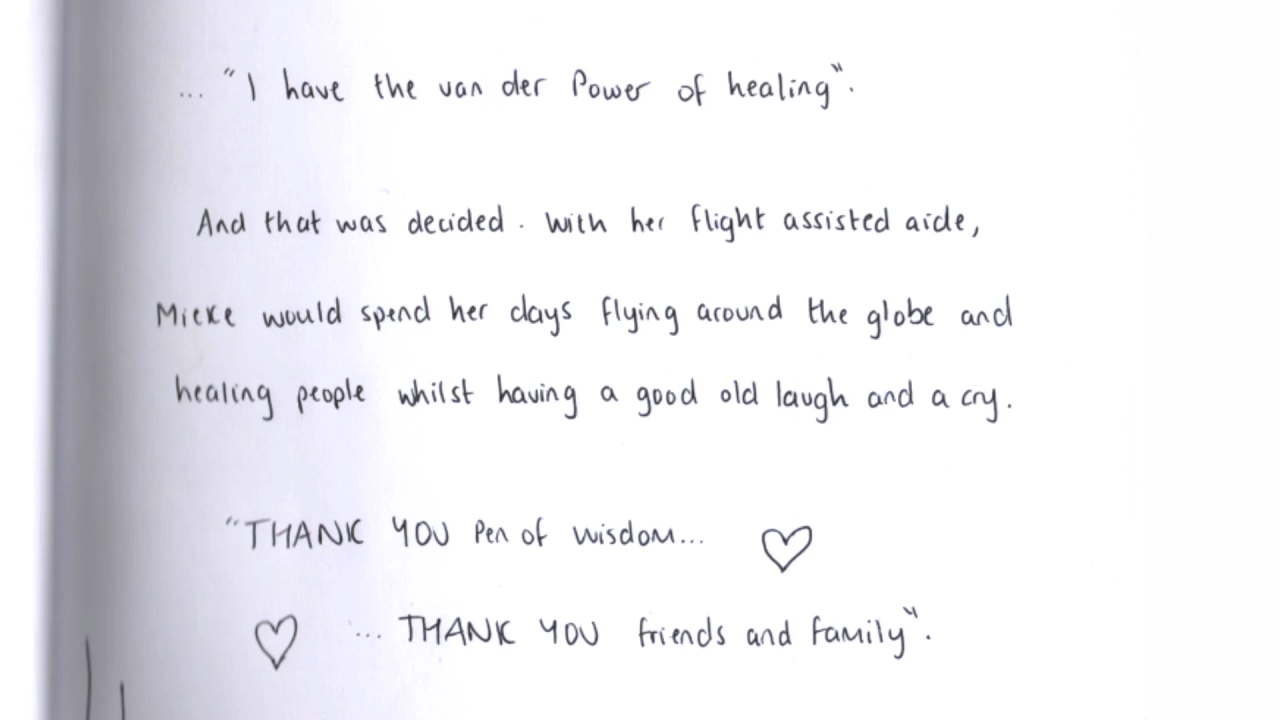 ... "I have the van der Power of healing".
And that was decided. With her flight assisted aide,
Mieke would spend her days flying around the globe and
healing people whilst having a good old laugh and a cry.
"THANK YOU Pen of wisdom...
... THANK YOU friends and family".